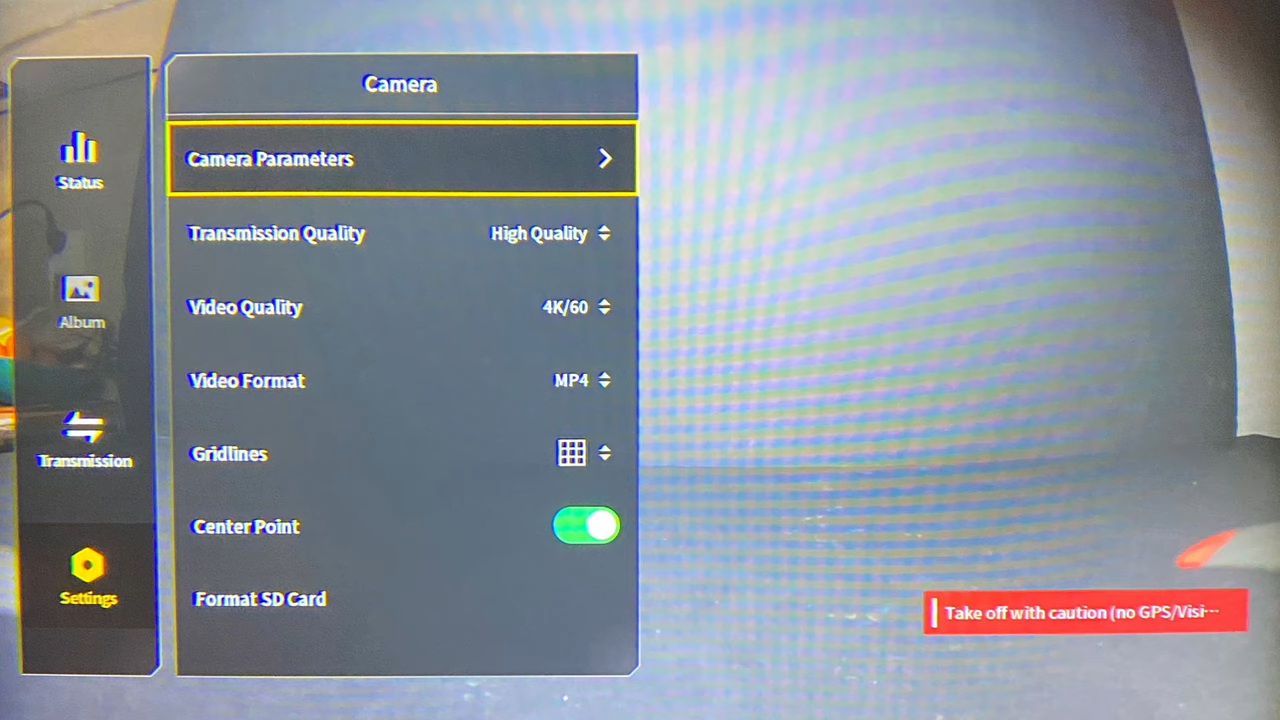 Camera
Status
Album
Transmission
Settings
Camera Parameters
Transmission Quality High Quality
Video Quality 4K/60
Video Format MP4
Gridlines
Center Point
Format SD Card
Take off with caution (no GPS/Visi···